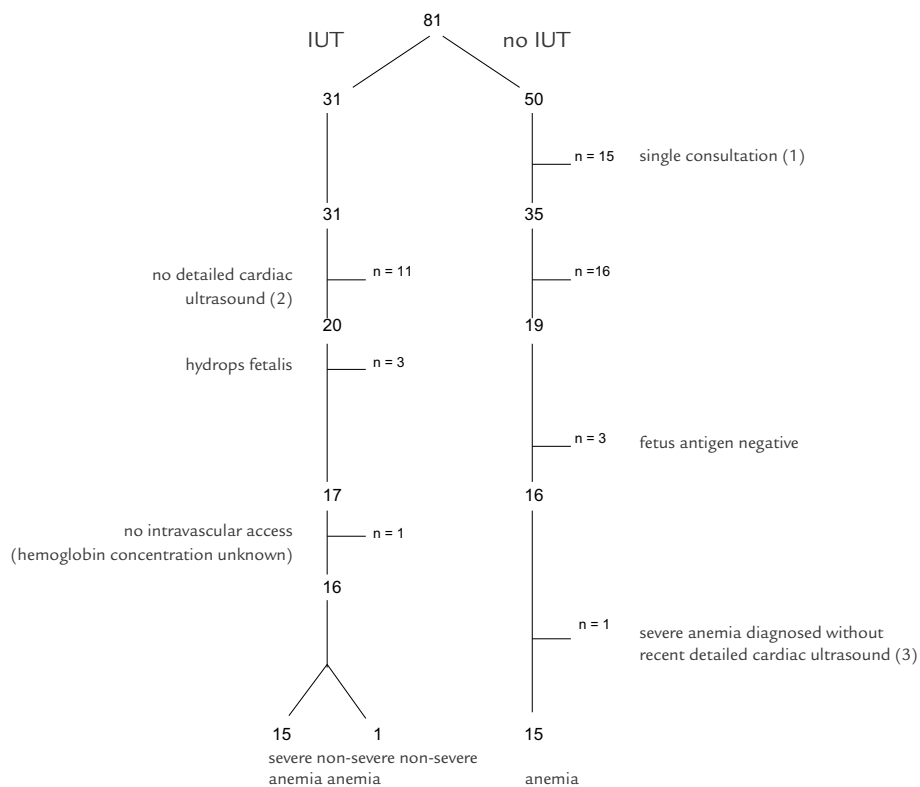 81
IUT no IUT
31 50
n = 15 single consultation (1)
31 35
no detailed cardiac
ultrasound (2)
n = 11 n =16
20 19
hydrops fetalis n = 3
n = 3 fetus antigen negative
17 16
no intravascular access
(hemoglobin concentration unknown)
n = 1
16
n = 1 severe anemia diagnosed without
recent detailed cardiac ultrasound (3)
15 1 15
severe non-severe non-severe
anemia anemia anemia